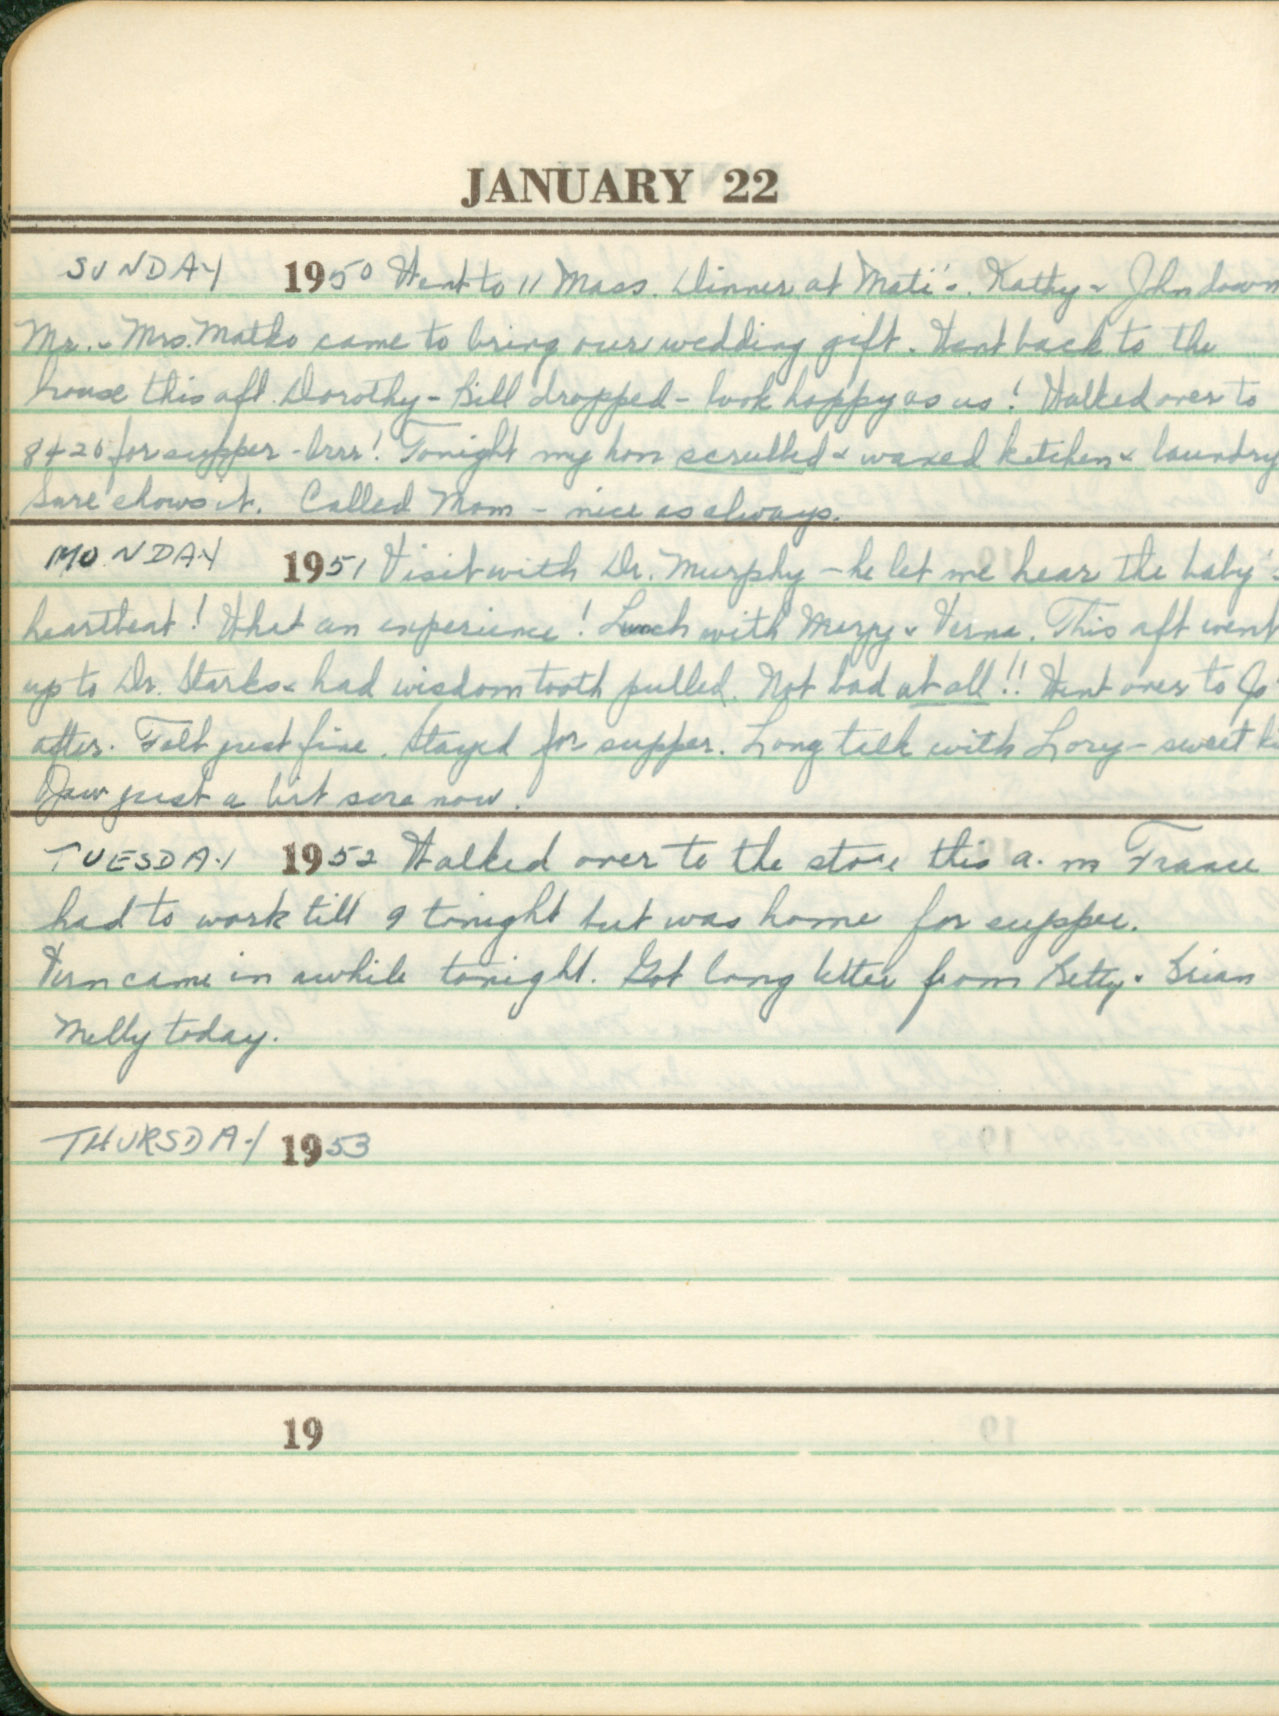 JANUARY 22
SUNDAY 1950 Went to 11 Mass. Dinner at Mati's. Kathy & John down
Mr. & Mrs. Matko came to bring our wedding gift. Went back to the
house this aft. Dorothy - Bill dropped - look happy as us! Walked over to
8420 for supper - brrr! Tonight my hon scrubbed & waxed kitchen & laundry
Sure shows it. Called Mom - nice as always.
MONDAY 1951 Visit with Dr. Murphy - he let me hear the baby's
heartbeat! What an experience! Lunch with Merzy & Verna. This aft went
up to Dr. Starks & had wisdom tooth pulled. Not bad at all!! Went over to Jo'
after. Felt just fine. Stayed for supper. Long talk with Lory - sweet
Jaw just a bit sore now.
TUESDAY 1952 Walked over to the store this a.m
had to work till 9 tonight but was home for supper.
Vern came in awhile tonight. Got long letter from Betty & Brian
Melly today.
THURSDAY 1953
19